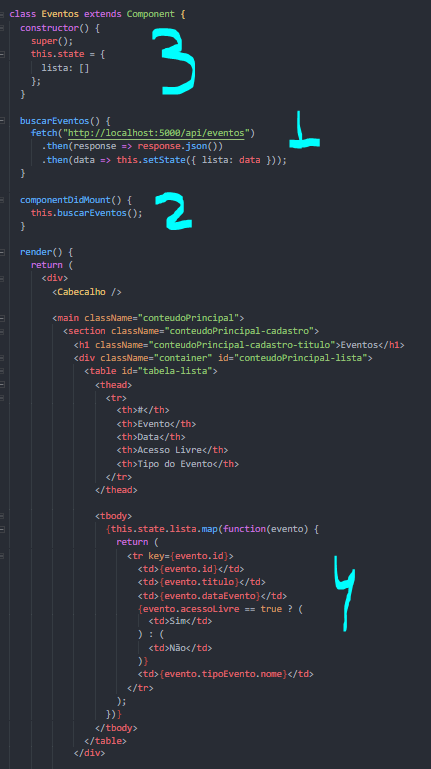 class Eventos extends Component {
constructor() {
super();
this.state = {
lista: []
};
}
3
buscarEventos() {
fetch("http://localhost:5000/api/eventos")
.then(response => response.json())
.then(data => this.setState({ lista: data }));
}
1
componentDidMount() {
this.buscarEventos();
}
2
render() {
return (
<div>
<Cabecalho />
<main className="conteudoPrincipal">
<section className="conteudoPrincipal-cadastro">
<h1 className="conteudoPrincipal-cadastro-titulo">Eventos</h1>
<div className="container" id="conteudoPrincipal-lista">
<table id="tabela-lista">
<thead>
<tr>
<th>#</th>
<th>Evento</th>
<th>Data</th>
<th>Acesso Livre</th>
<th>Tipo do Evento</th>
</tr>
</thead>
<tbody>
{this.state.lista.map(function(evento) {
return (
<tr key={evento.id}>
<td>{evento.id}</td>
<td>{evento.titulo}</td>
<td>{evento.dataEvento}</td>
{evento.acessoLivre == true ? (
<td>Sim</td>
) : (
<td>Não</td>
)}
<td>{evento.tipoEvento.nome}</td>
</tr>
);
})}
4
</tbody>
</table>
</div>